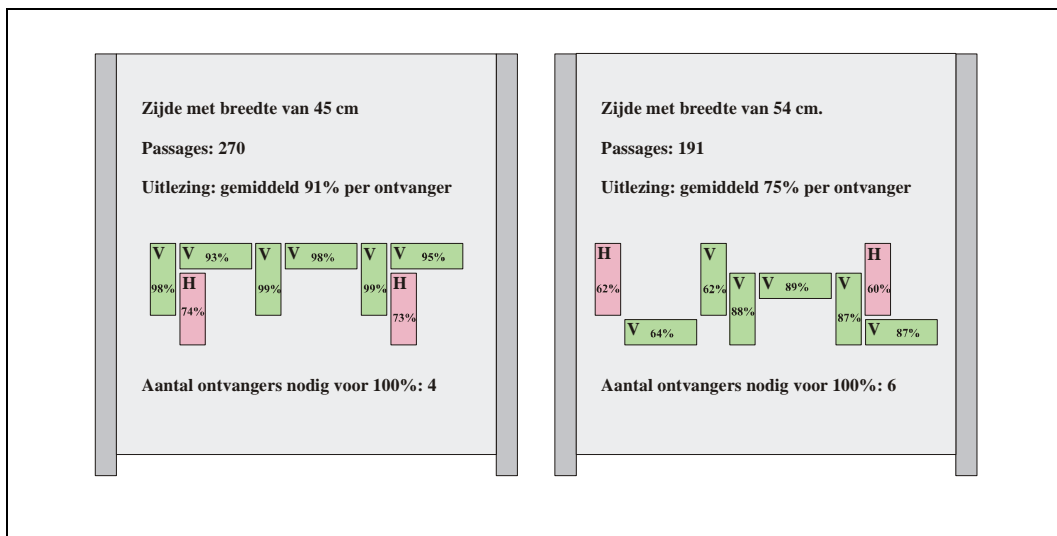 Zijde met breedte van 45 cm
Passages: 270
Uitlezing: gemiddeld 91% per ontvanger
V V 93% V V 98% V V 95%
98% H 99% 99% H
74% 73%
Aantal ontvangers nodig voor 100%: 4
Zijde met breedte van 54 cm.
Passages: 191
Uitlezing: gemiddeld 75% per ontvanger
H V H
62% 62% V V 89% V 60%
88% 87%
V 64% V 87%
Aantal ontvangers nodig voor 100%: 6